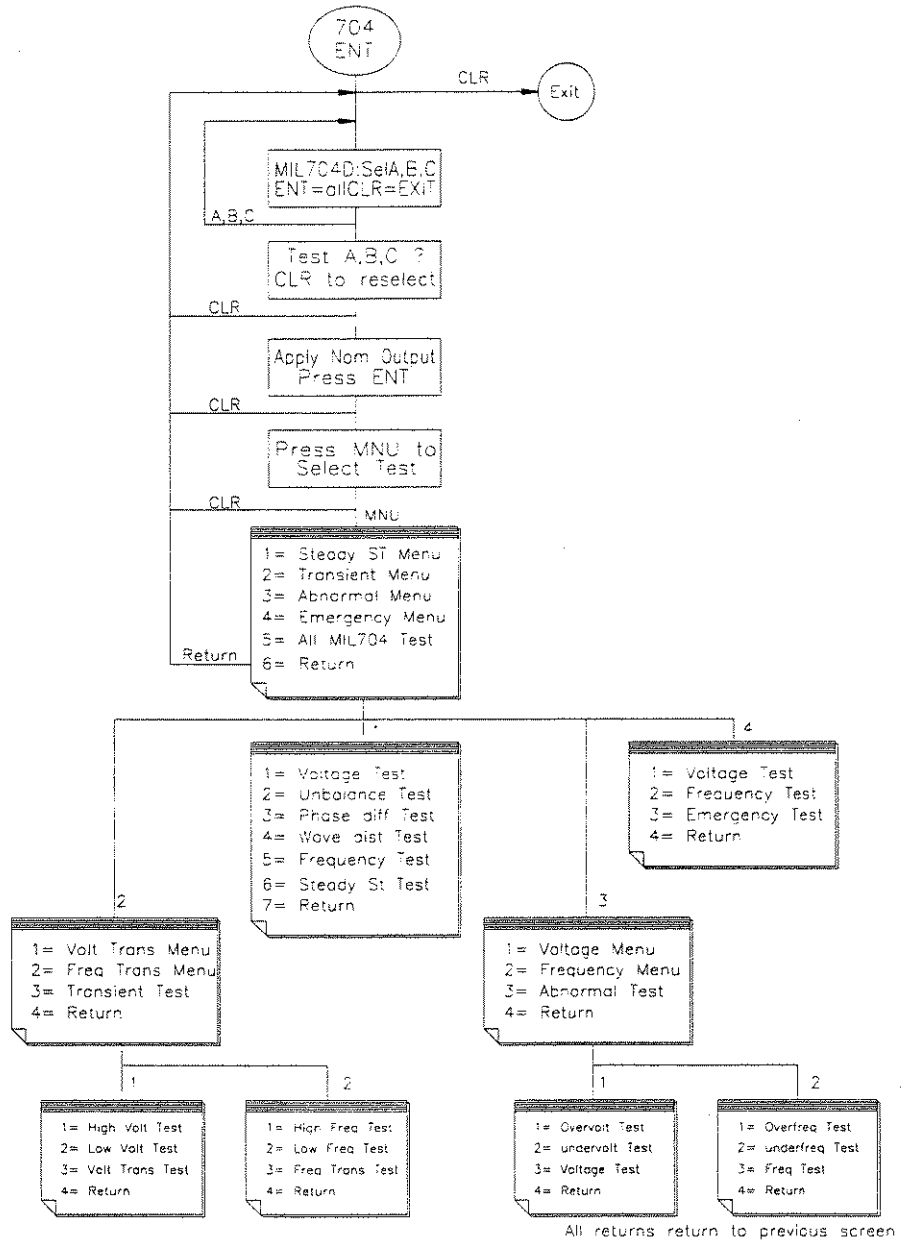 704
ENT
CLR
Exit
MIL704D:SelA,B,C
ENT=allCLR=EXIT
A,B,C
Test A,B,C ?
CLR to reselect
CLR
Apply Nom Output
Press ENT
CLR
Press MNU to
Select Test
CLR
MNU
1= Steady ST Menu
2= Transient Menu
3= Abnormal Menu
4= Emergency Menu
5= All MIL704 Test
6= Return
Return
4
1= Voltage Test
2= Unbalance Test
3= Phase diff Test
4= Wave dist Test
5= Frequency Test
6= Steady St Test
7= Return
1= Voltage Test
2= Frequency Test
3= Emergency Test
4= Return
2
1= Volt Trans Menu
2= Freq Trans Menu
3= Transient Test
4= Return
3
1= Voltage Menu
2= Frequency Menu
3= Abnormal Test
4= Return
1
1= High Volt Test
2= Low Volt Test
3= Volt Trans Test
4= Return
2
1= High Freq Test
2= Low Freq Test
3= Freq Trans Test
4= Return
1
1= Overvolt Test
2= undervolt Test
3= Voltage Test
4= Return
2
1= Overfreq Test
2= underfreq Test
3= Freq Test
4= Return
All returns return to previous screen